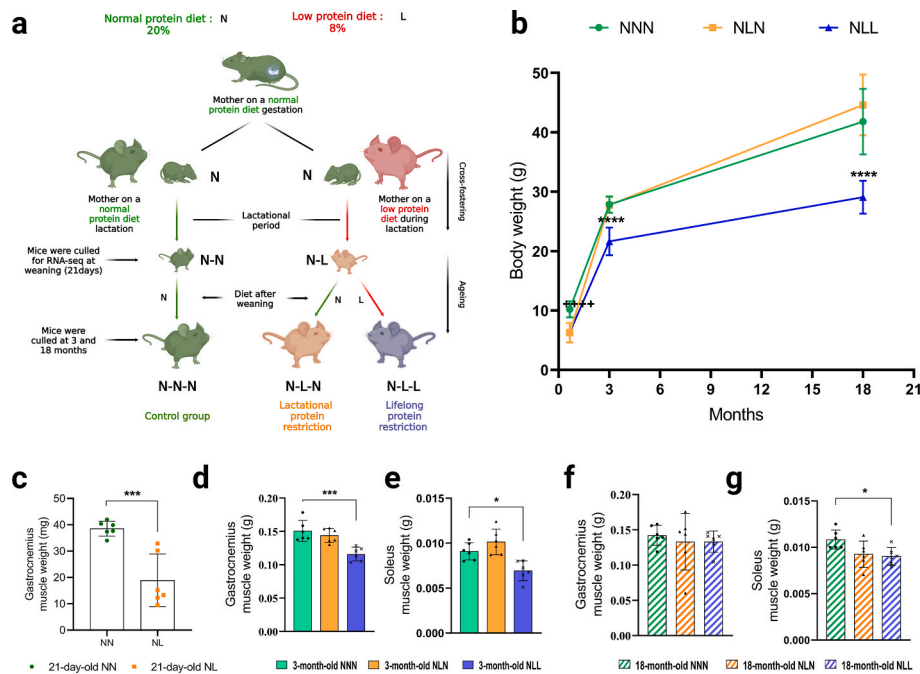 a
Normal protein diet : N
20%
Low protein diet : L
8%
Mother on a normal
protein diet gestation
N
N
Mother on a
normal
protein diet
lactation
Lactational
period
Mother on a
low protein
diet during
lactation
Cross-fostering
Mice were culled
for RNA-seq at
weaning (21days)
N-N
N-L
N
Diet after
weaning
N
L
Ageing
Mice were
culled at 3 and
18 months
N-N-N
N-L-N
N-L-L
Control group
Lactational
protein
restriction
Lifelong
protein
restriction
b
NNN
NLN
NLL
Body weight (g)
50
40
30
20
10
0
****
****
++++
0
3
6
9
12
15
18
21
Months
c
Gastrocnemius
muscle weight (mg)
50
40
30
20
10
0
***
NN
NL
21-day-old NN
21-day-old NL
d
Gastrocnemius
muscle weight (g)
0.20
0.15
0.10
0.05
0.00
***
e
Soleus
muscle weight (g)
0.015
0.010
0.005
0.000
*
3-month-old NNN
3-month-old NLN
3-month-old NLL
f
Gastrocnemius
muscle weight (g)
0.20
0.15
0.10
0.05
0.00
g
Soleus
muscle weight (g)
0.015
0.010
0.005
0.000
*
18-month-old NNN
18-month-old NLN
18-month-old NLL